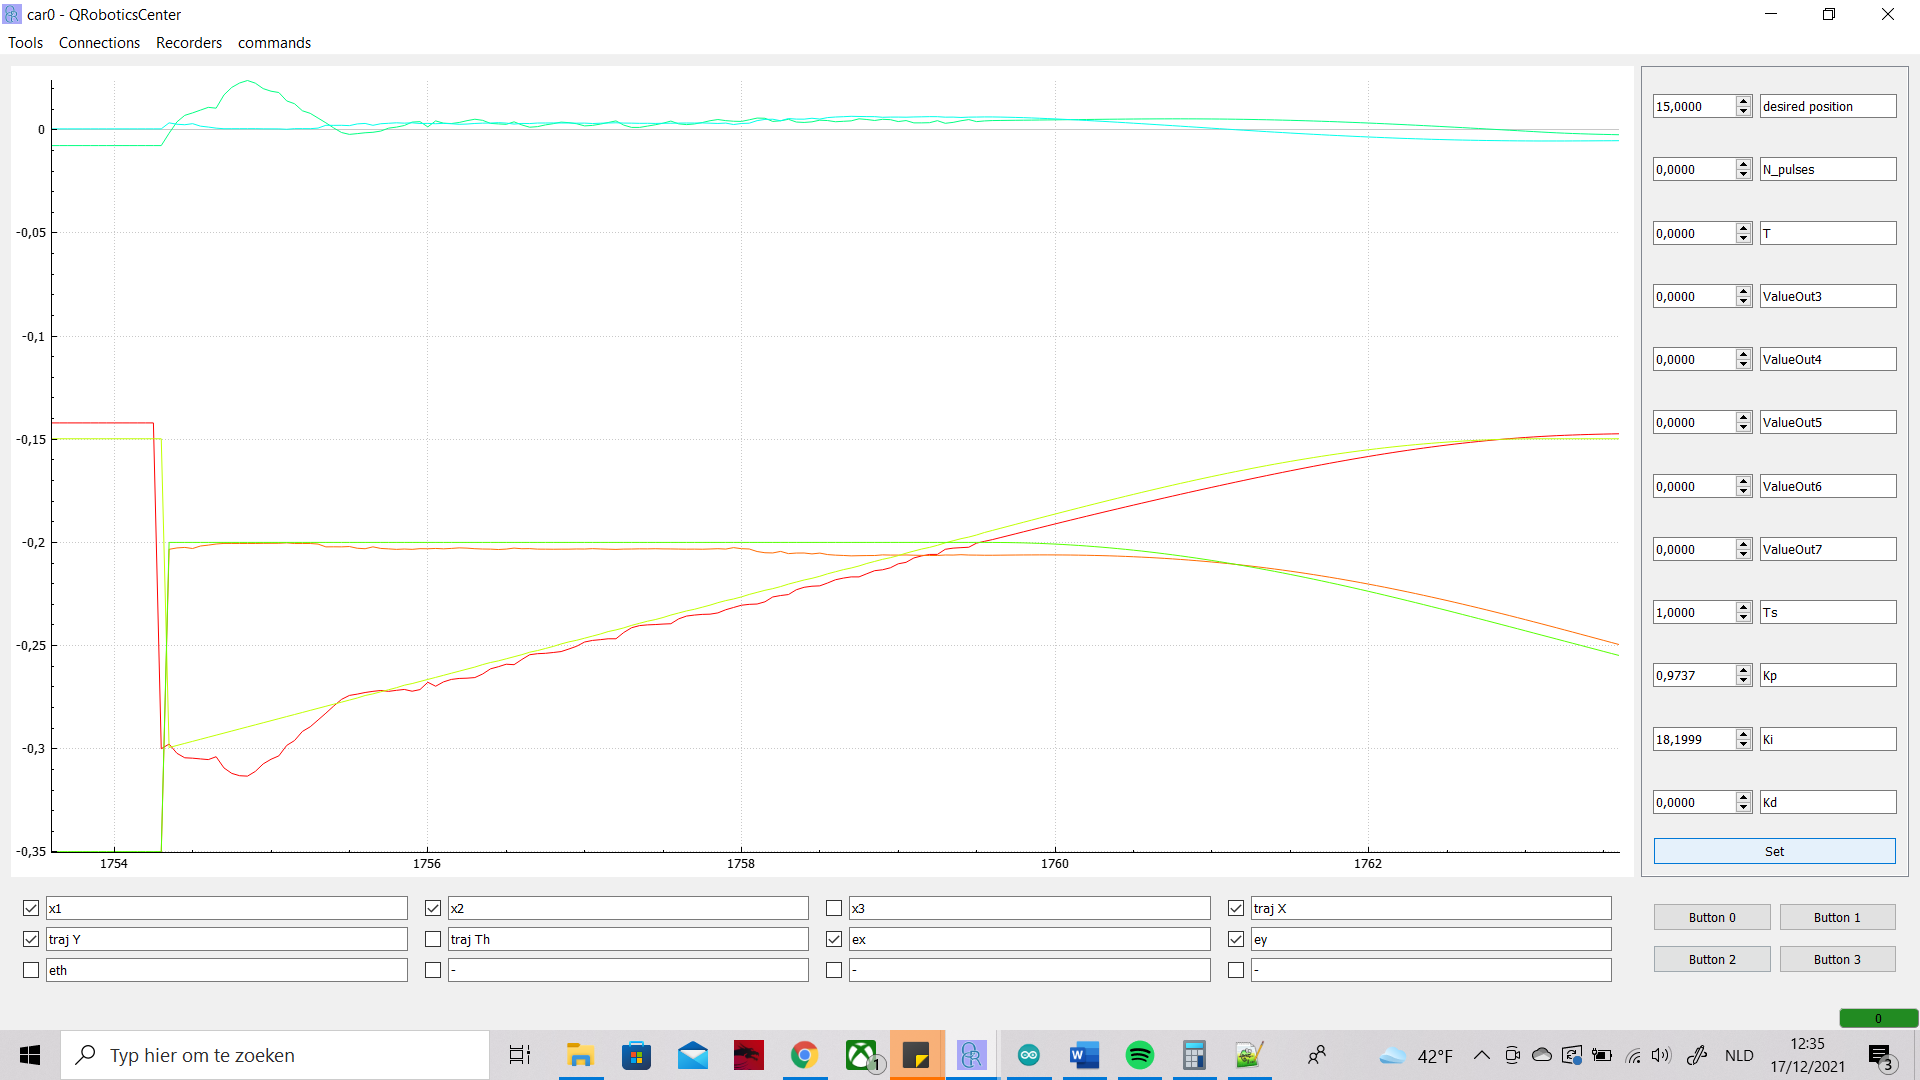 car0 - QRoboticsCenter
Tools Connections Recorders commands
0
-0,05
-0,1
-0,15
-0,2
-0,25
-0,3
-0,35
1754 1756 1758 1760 1762
15,0000 desired position
0,0000 N_pulses
0,0000 T
0,0000 ValueOut3
0,0000 ValueOut4
0,0000 ValueOut5
0,0000 ValueOut6
0,0000 ValueOut7
1,0000 Ts
0,9737 Kp
18,1999 Ki
0,0000 Kd
Set
x1 x2 x3 traj X
traj Y traj Th ex ey
eth - - -
Button 0 Button 1
Button 2 Button 3
0
Typ hier om te zoeken
1
42°F
NLD
12:35
17/12/2021
3